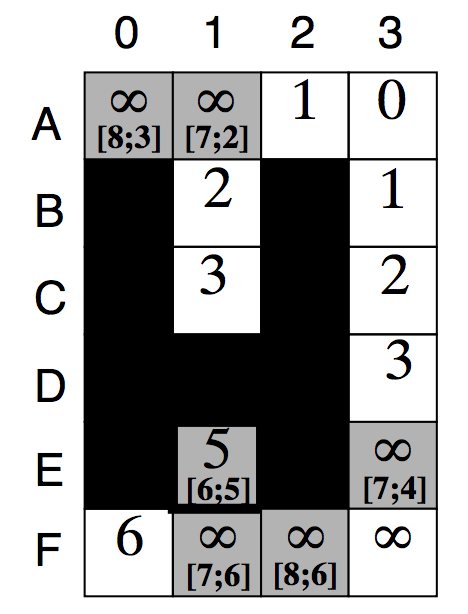 0 1 2 3
A ∞ ∞ 1 0
[8;3] [7;2]
B 2 1
C 3 2
D 3
E 5 ∞
[6;5] [7;4]
F 6 ∞ ∞ ∞
[7;6] [8;6]